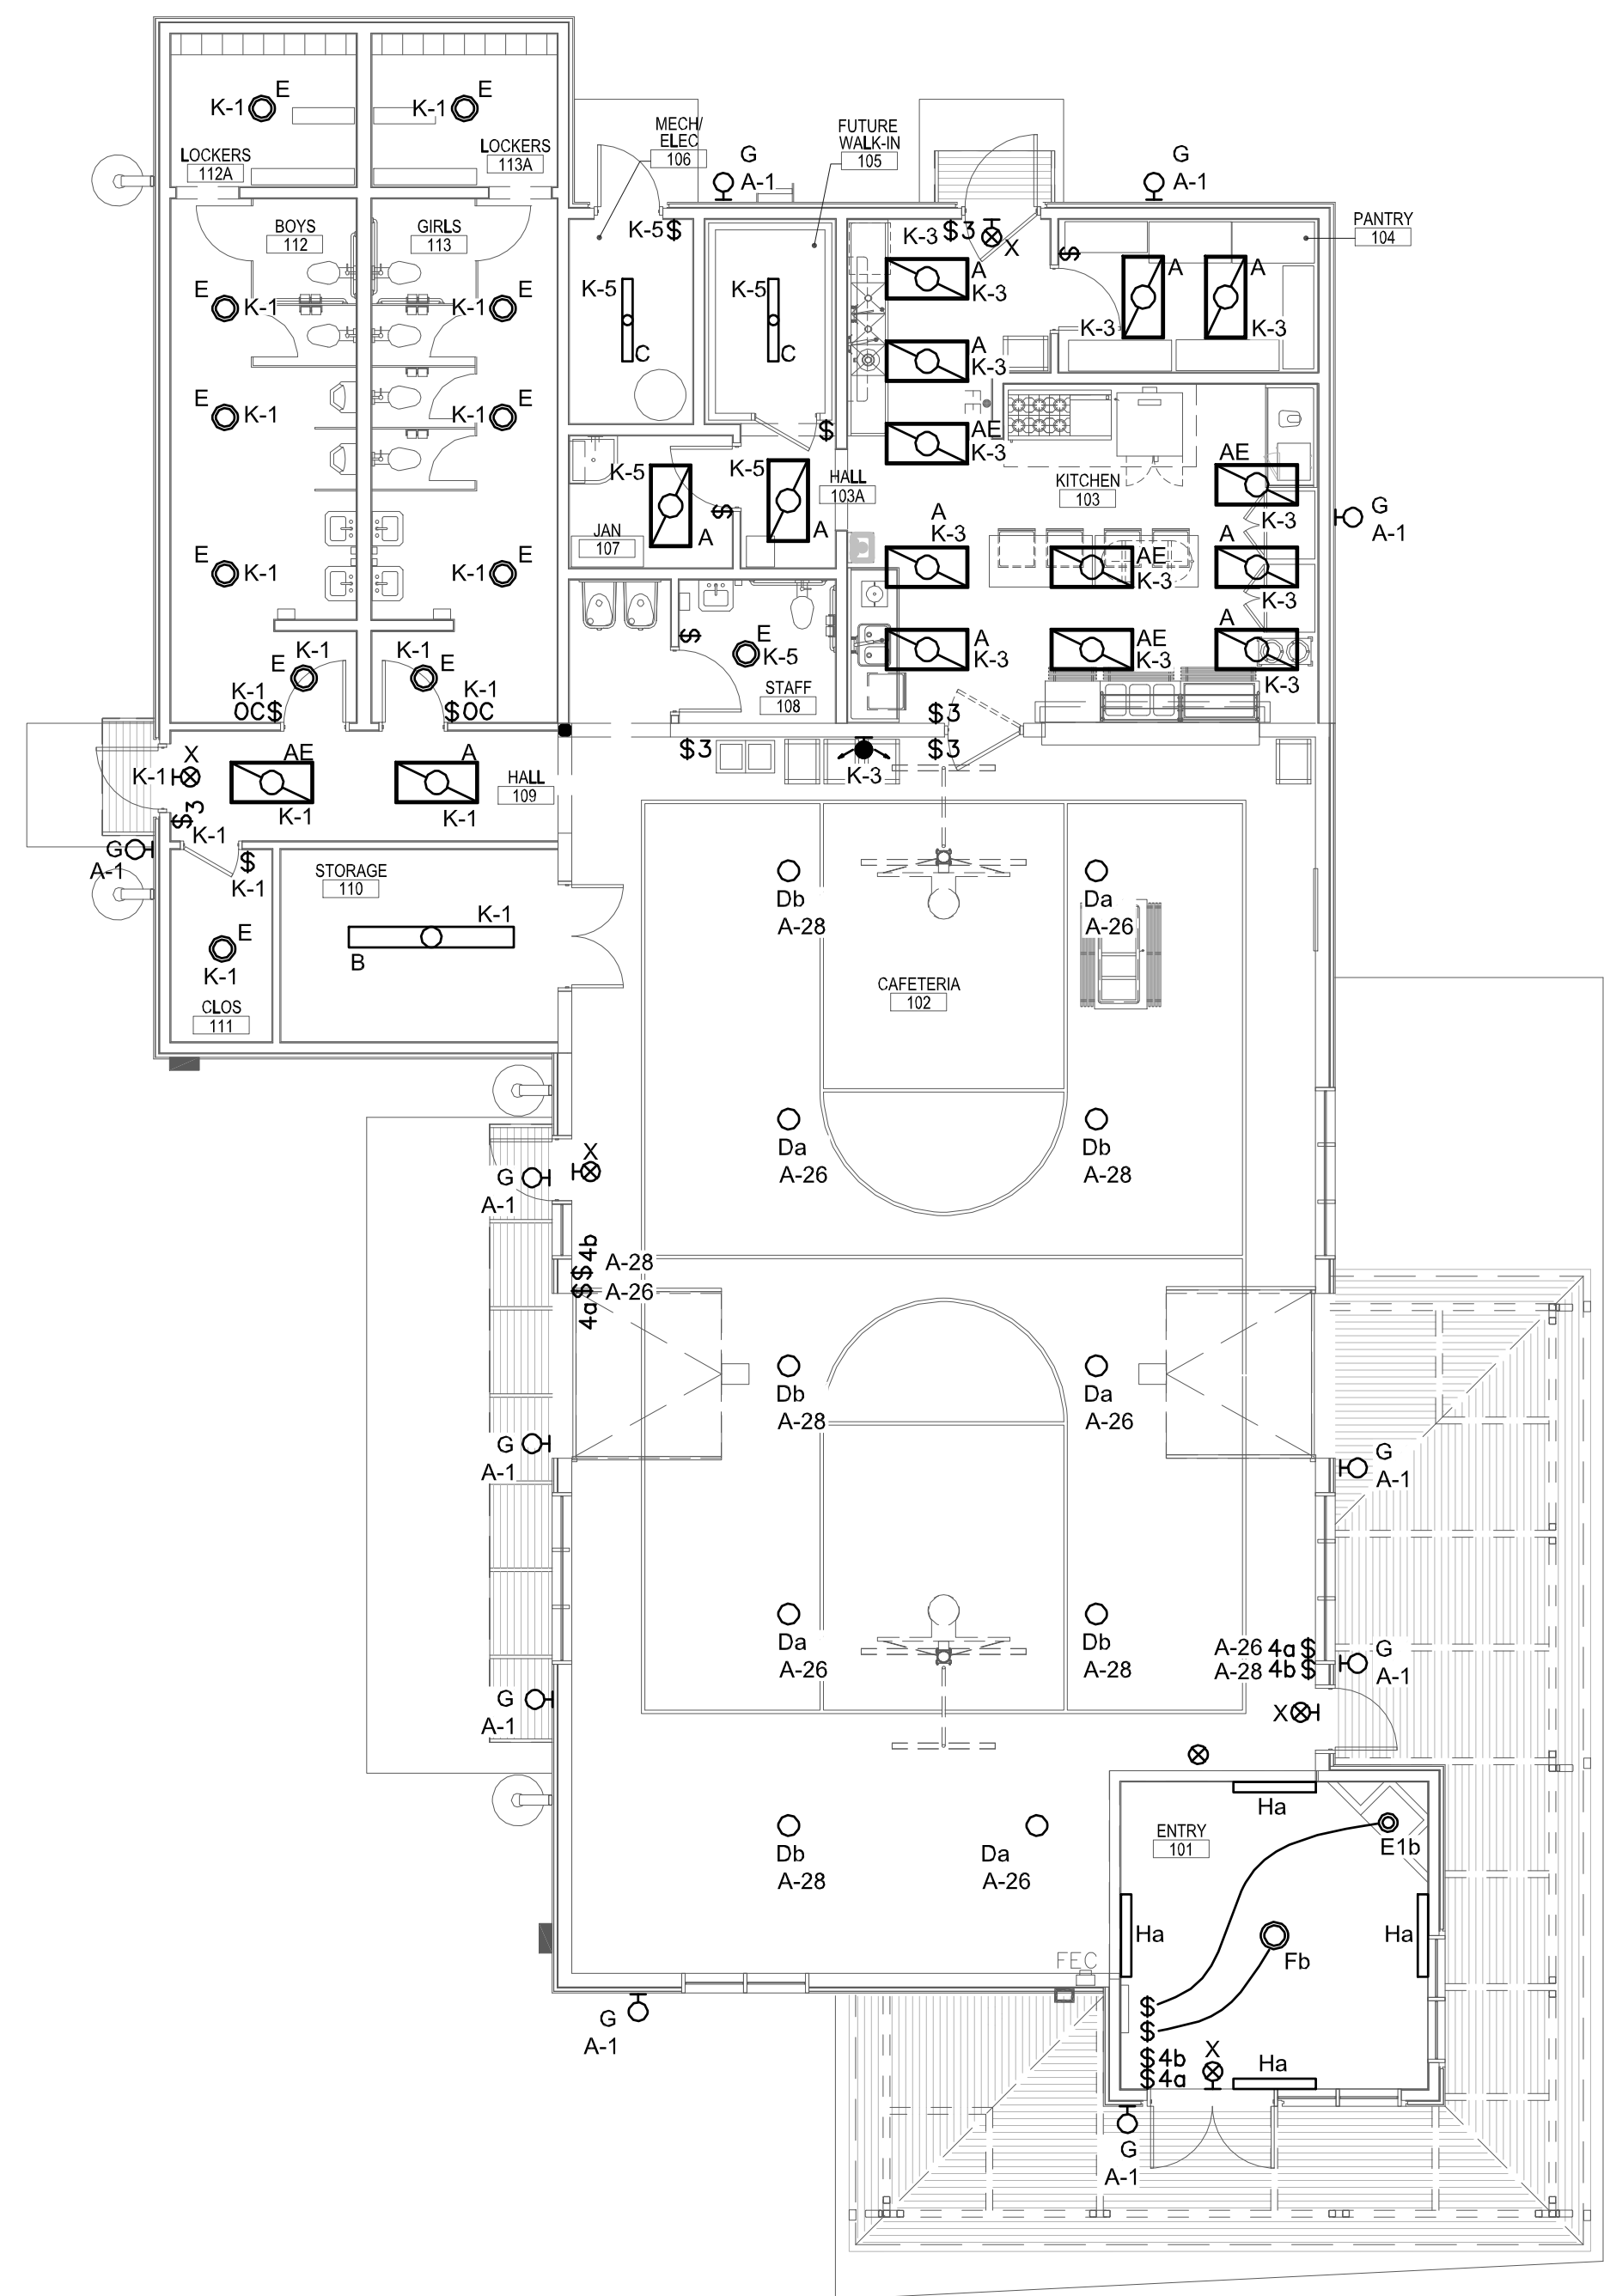 E
K-1
E
K-1
LOCKERS
112A
LOCKERS
113A
MECH/
ELEC
106
FUTURE
WALK-IN
105
G
A-1
G
A-1
PANTRY
104
BOYS
112
GIRLS
113
K-5 $
K-3 $3
X
$
E
K-1
E
K-1
K-5
C
K-5
C
A
K-3
A
K-3
A
K-3
A
K-3
E
K-1
E
K-1
$
AE
K-3
K-5
A
K-5
A
HALL
103A
KITCHEN
103
AE
K-3
G
A-1
$
JAN
107
A
K-3
AE
K-3
A
K-3
E
K-1
E
K-1
$
E
K-5
STAFF
108
A
K-3
AE
K-3
A
K-3
K-1
E
K-1
E
K-1
OC $
K-1
$ OC
$3
$3
$3
K-3
X
K-1
AE
K-1
A
K-1
HALL
109
$3
K-1
G
A-1
$
K-1
STORAGE
110
K-1
B
E
K-1
CLOS
111
Db
A-28
Da
A-26
CAFETERIA
102
Da
A-26
Db
A-28
X
G
A-1
$4b
A-28
4a$
A-26
Db
A-28
Da
A-26
G
A-1
G
A-1
Da
A-26
Db
A-28
A-26 4a $
A-28 4b $
G
A-1
G
A-1
X
Db
A-28
Da
A-26
Ha
ENTRY
101
E1b
Ha
Ha
Fb
FEC
G
A-1
$
$
$4b
$4a
X
Ha
G
A-1